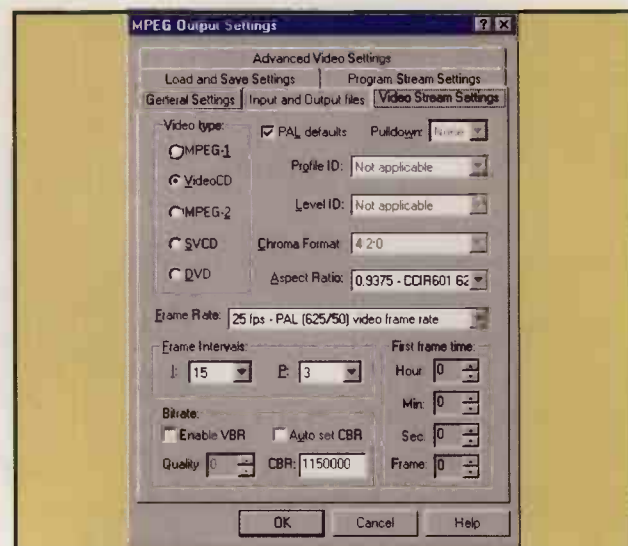 MPEG Output Settings
Advanced Video Settings
Load and Save Settings
Program Stream Settings
General Settings
Input and Output files
Video Stream Settings
Video type:
PAL defaults
Pulldown: None
MPEG-1
VideoCD
MPEG-2
SVCD
DVD
Profile ID: Not applicable
Level ID: Not applicable
Chroma Format 4:2:0
Aspect Ratio: 0.9375 - CCIR601 62
Frame Rate: 25 fps - PAL (625/50) video frame rate
Frame Intervals:
I: 15
P: 3
First frame time:
Hour 0
Min: 0
Sec: 0
Frame: 0
Bitrate:
Enable VBR
Auto set CBR
Quality 0
CBR: 1150000
OK
Cancel
Help